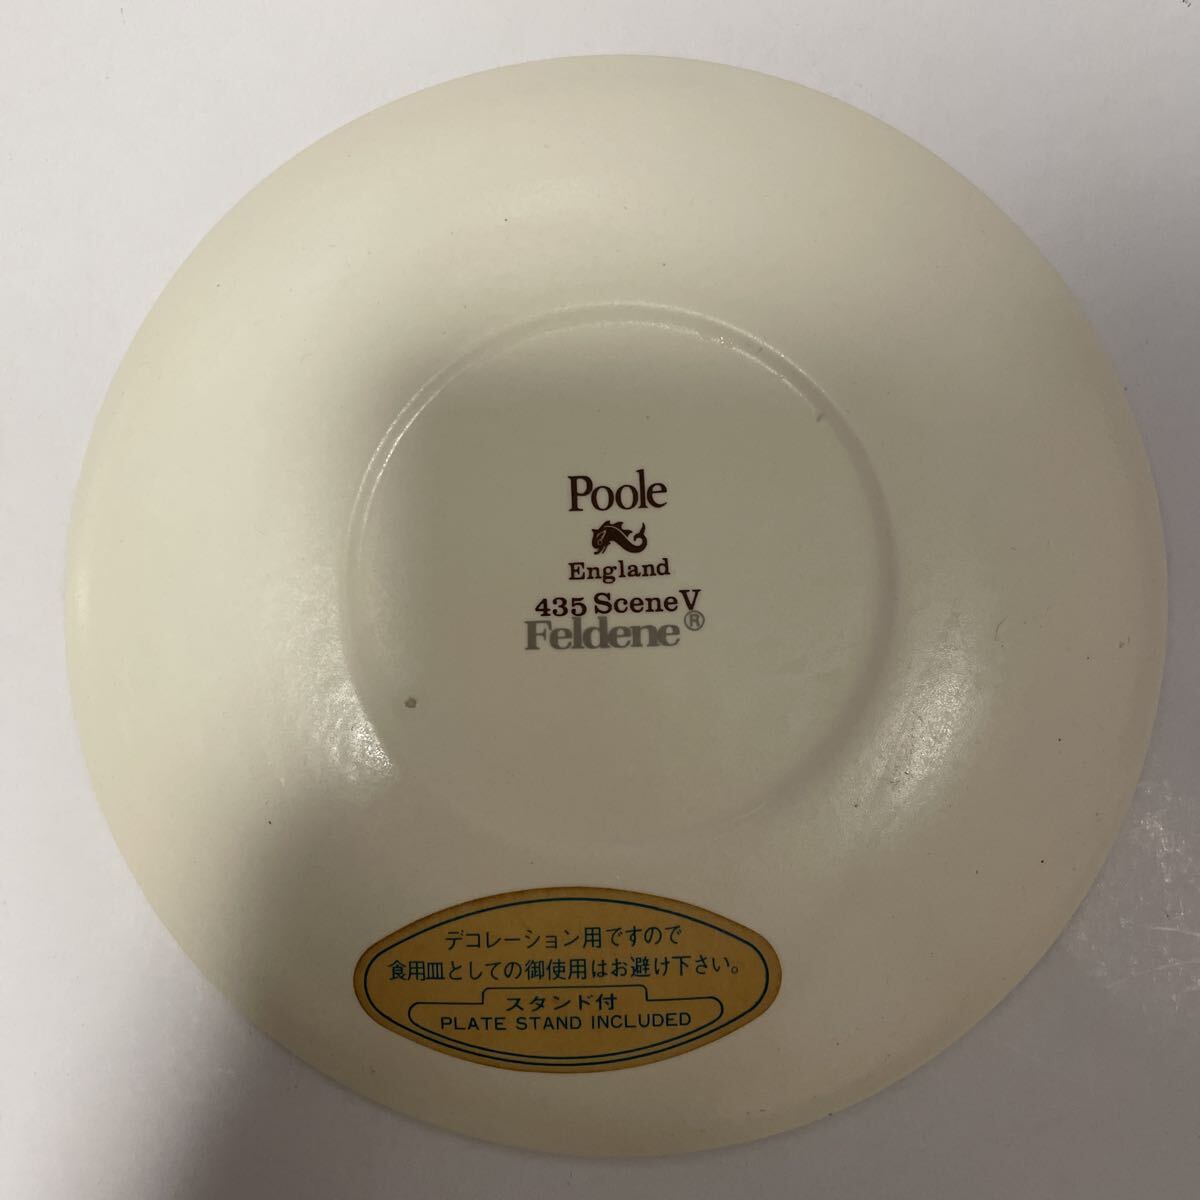 Poole
England
435 Scene V
Feldene®
デコレーション用ですので
食用皿としての御使用はお避け下さい。
スタンド付
PLATE STAND INCLUDED